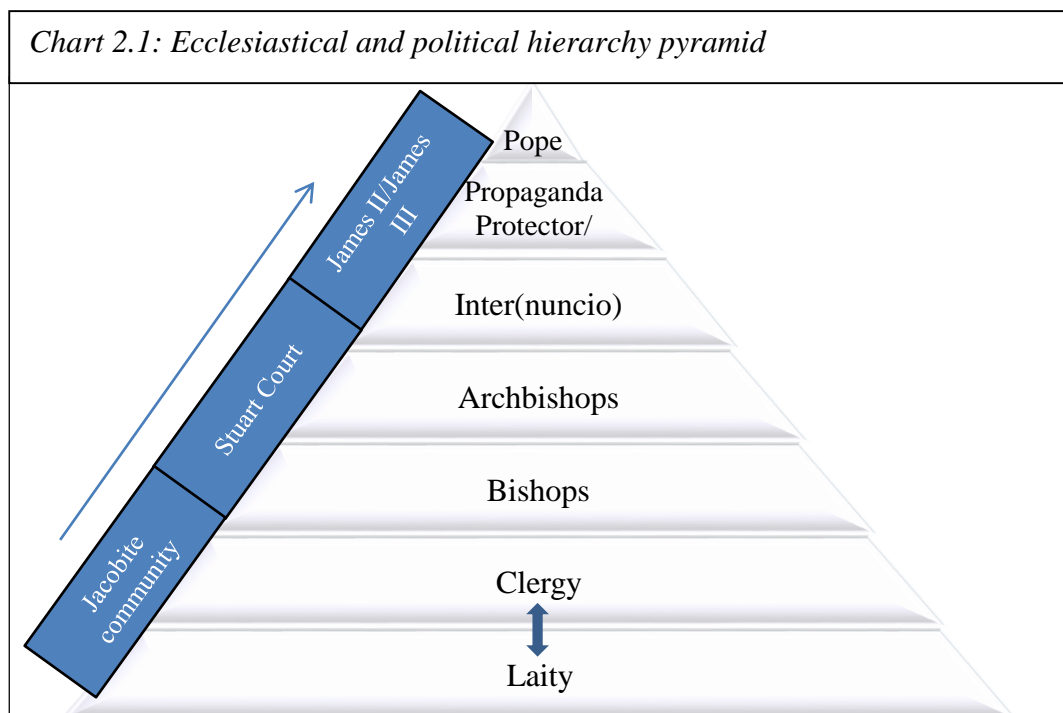 Chart 2.1: Ecclesiastical and political hierarchy pyramid
Pope
Propaganda
Protector/
Inter(nuncio)
Archbishops
Bishops
Clergy
Laity
James II/James
III
Stuart Court
Jacobite
community